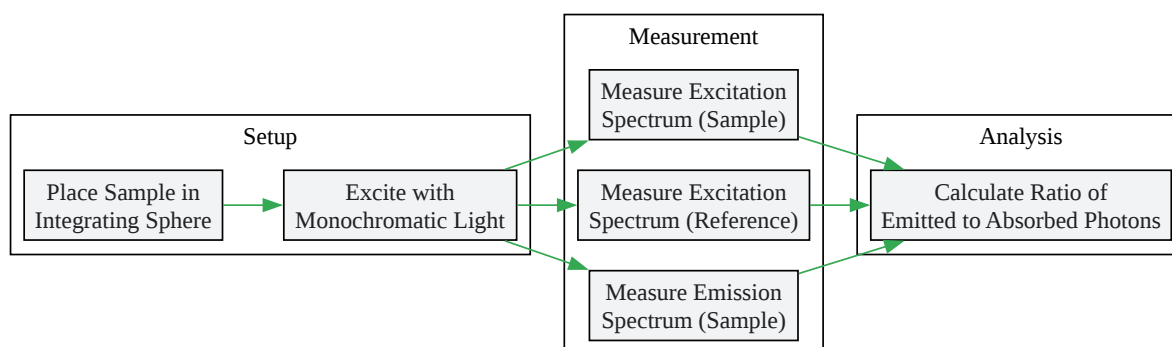 Setup
Place Sample in
Integrating Sphere
Excite with
Monochromatic Light
Measurement
Measure Excitation
Spectrum (Sample)
Measure Excitation
Spectrum (Reference)
Measure Emission
Spectrum (Sample)
Analysis
Calculate Ratio of
Emitted to Absorbed Photons